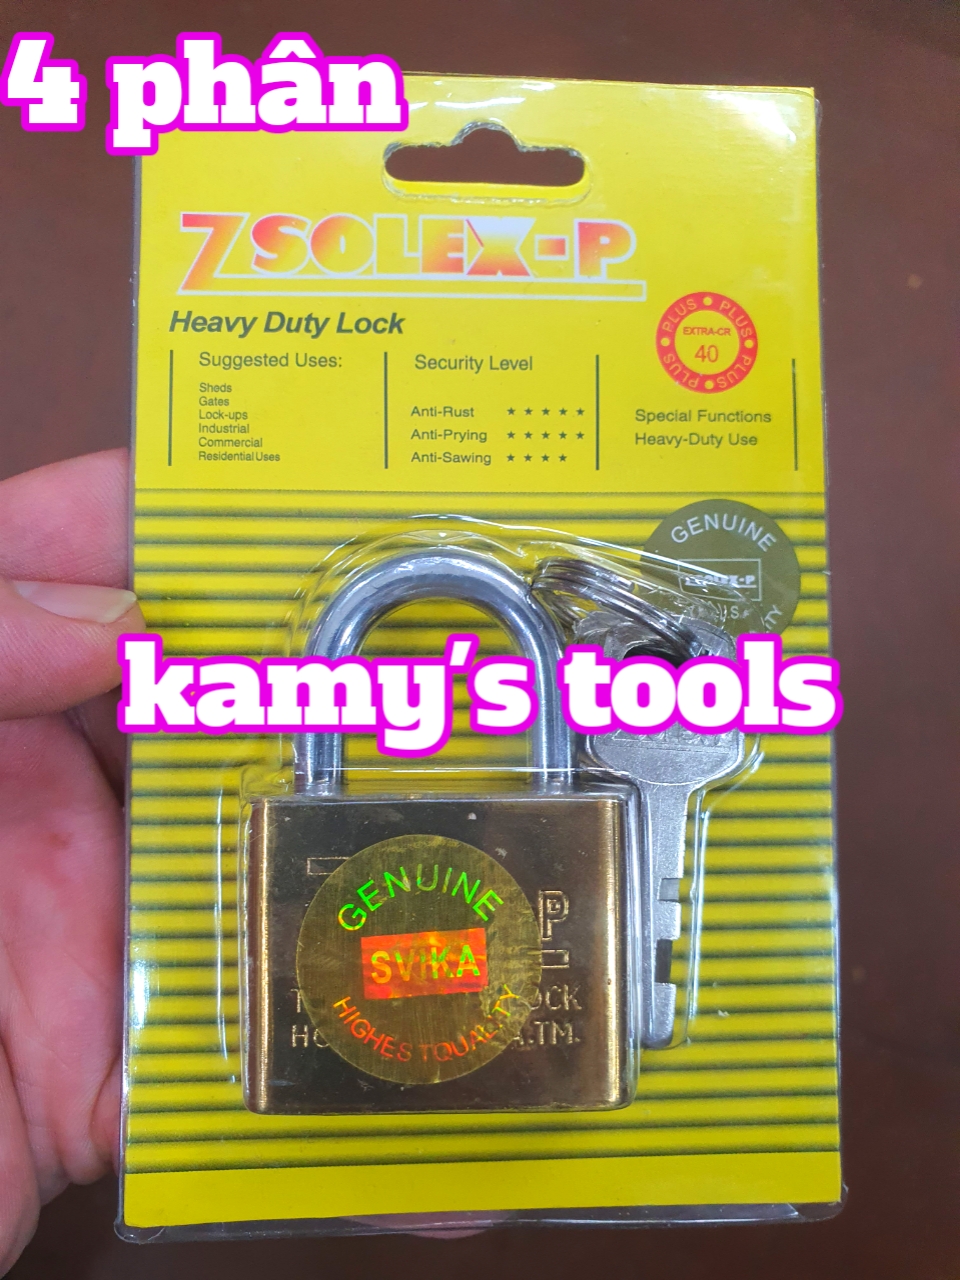 4 phân
ZSOLEX-P
Heavy Duty Lock
Suggested Uses:
Sheds
Gates
Lock-ups
Industrial
Commercial
Residential Uses
Security Level
Anti-Rust ★ ★ ★ ★ ★
Anti-Prying ★ ★ ★ ★ ★
Anti-Sawing ★ ★ ★ ★
PLUS • PLUS • PLUS • PLUS •
EXTRA-CR
40
Special Functions
Heavy-Duty Use
GENUINE
ZSOLEX-P
kamy's tools
GENUINE
SVIKA
HIGHES TQUALITY
P